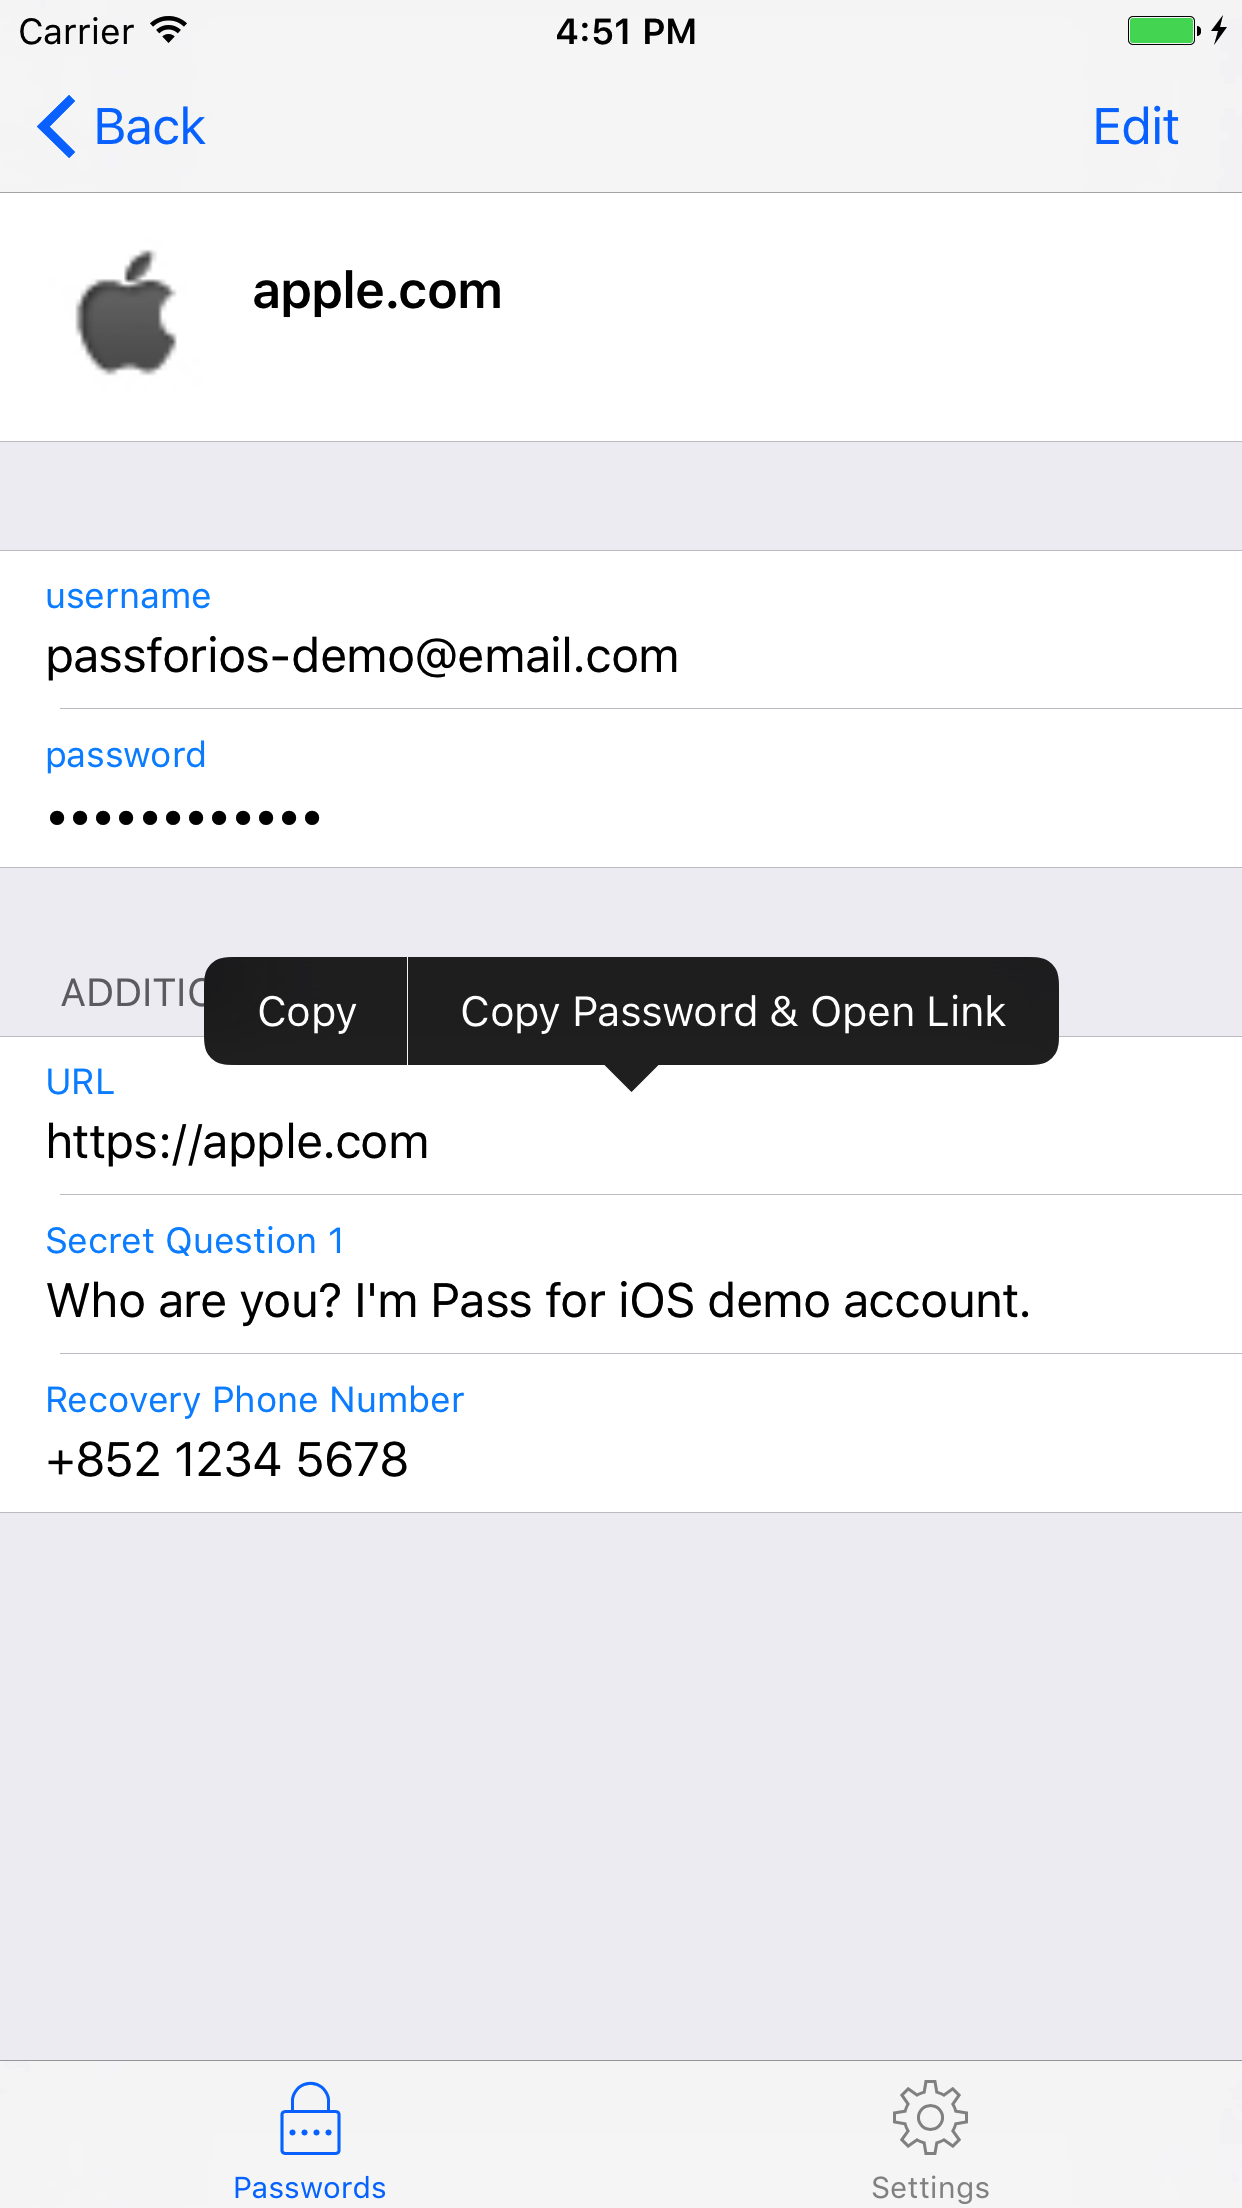 Carrier 4:51 PM
Back Edit
apple.com
username
passforios-demo@email.com
password
••••••••••••
Copy Copy Password & Open Link
URL
https://apple.com
Secret Question 1
Who are you? I'm Pass for iOS demo account.
Recovery Phone Number
+852 1234 5678
Passwords Settings